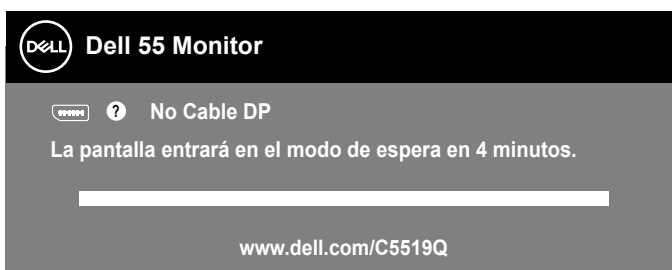 DELL Dell 55 Monitor
? No Cable DP
La pantalla entrará en el modo de espera en 4 minutos.
www.dell.com/C5519Q